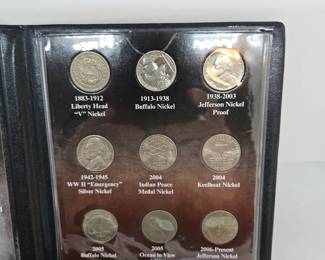 1883-1912
Liberty Head
"V" Nickel
1913-1938
Buffalo Nickel
1938-2003
Jefferson Nickel
Proof
1942-1945
WW II "Emergency"
Silver Nickel
2004
Indian Peace
Medal Nickel
2004
Keelboat Nickel
2005
Buffalo Nickel
2005
Ocean in View
2006-Present
Jefferson Nickel